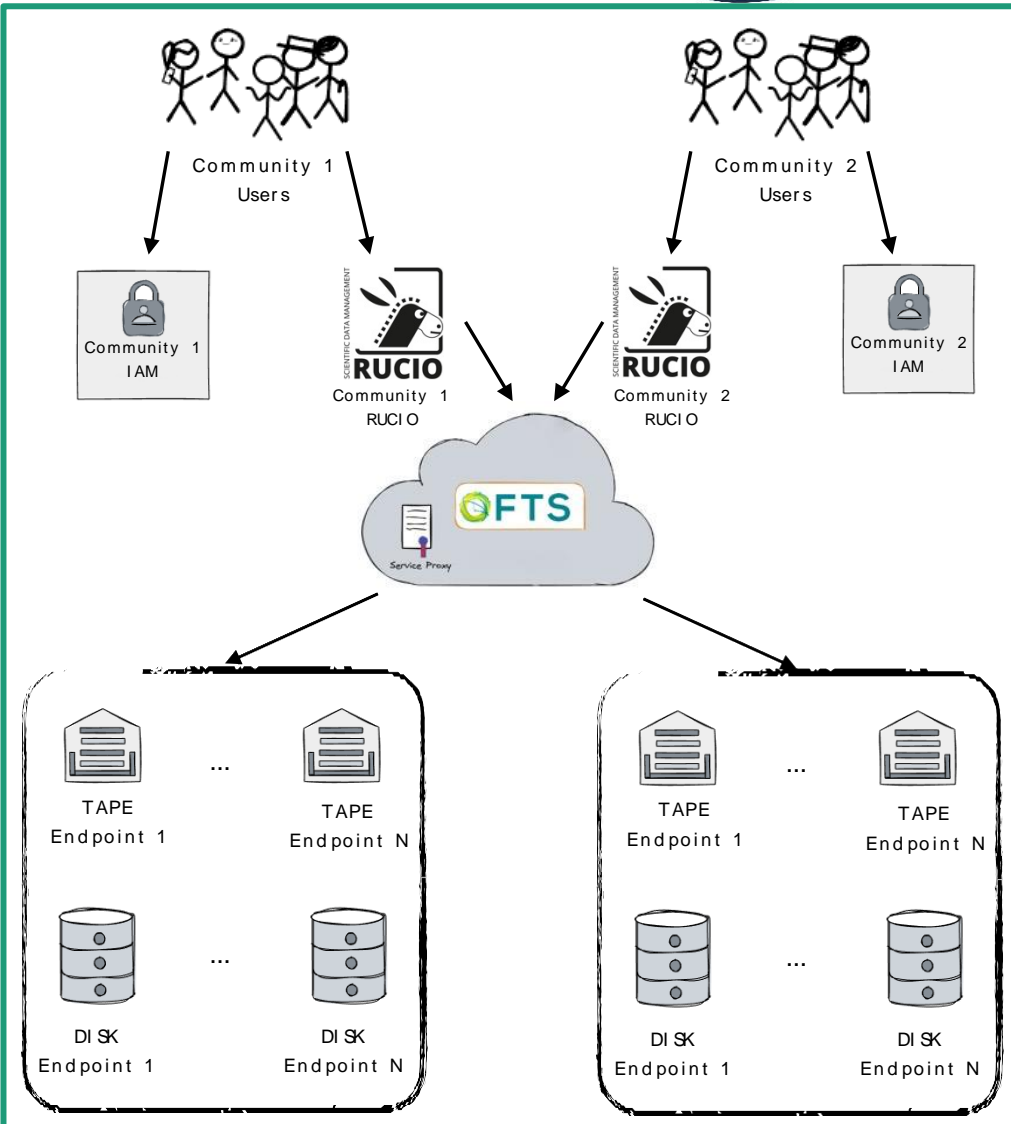 Community 1
Users
Community 2
Users
Community 1
IAM
SCIENTIFIC DATA MANAGEMENT
RUCIO
Community 1
RUCIO
SCIENTIFIC DATA MANAGEMENT
RUCIO
Community 2
RUCIO
Community 2
IAM
FTS
Service Proxy
TAPE
Endpoint 1
...
TAPE
Endpoint N
TAPE
Endpoint 1
...
TAPE
Endpoint N
DISK
Endpoint 1
...
DISK
Endpoint N
DISK
Endpoint 1
...
DISK
Endpoint N